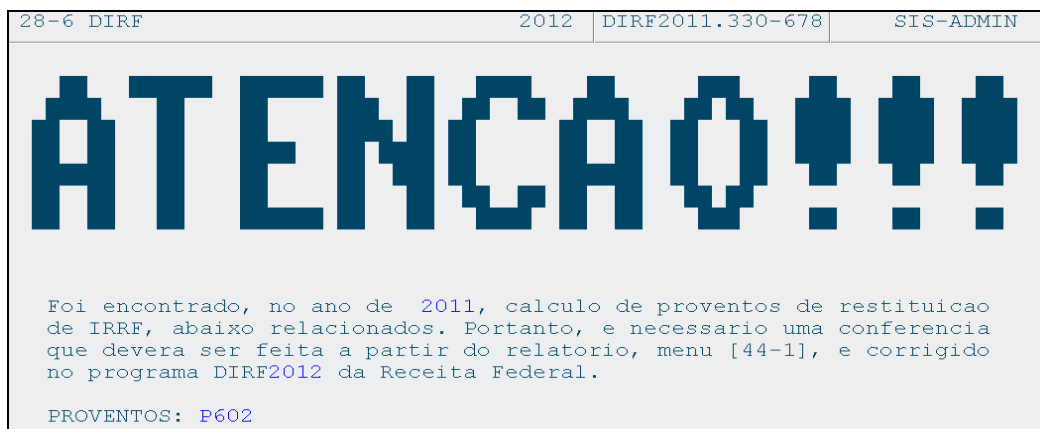 28-6 DIRF 2012 DIRF2011.330-678 SIS-ADMIN
ATENCAO!!!
Foi encontrado, no ano de 2011, calculo de proventos de restituicao
de IRRF, abaixo relacionados. Portanto, e necessario uma conferencia
que devera ser feita a partir do relatorio, menu [44-1], e corrigido
no programa DIRF2012 da Receita Federal.
PROVENTOS: P602